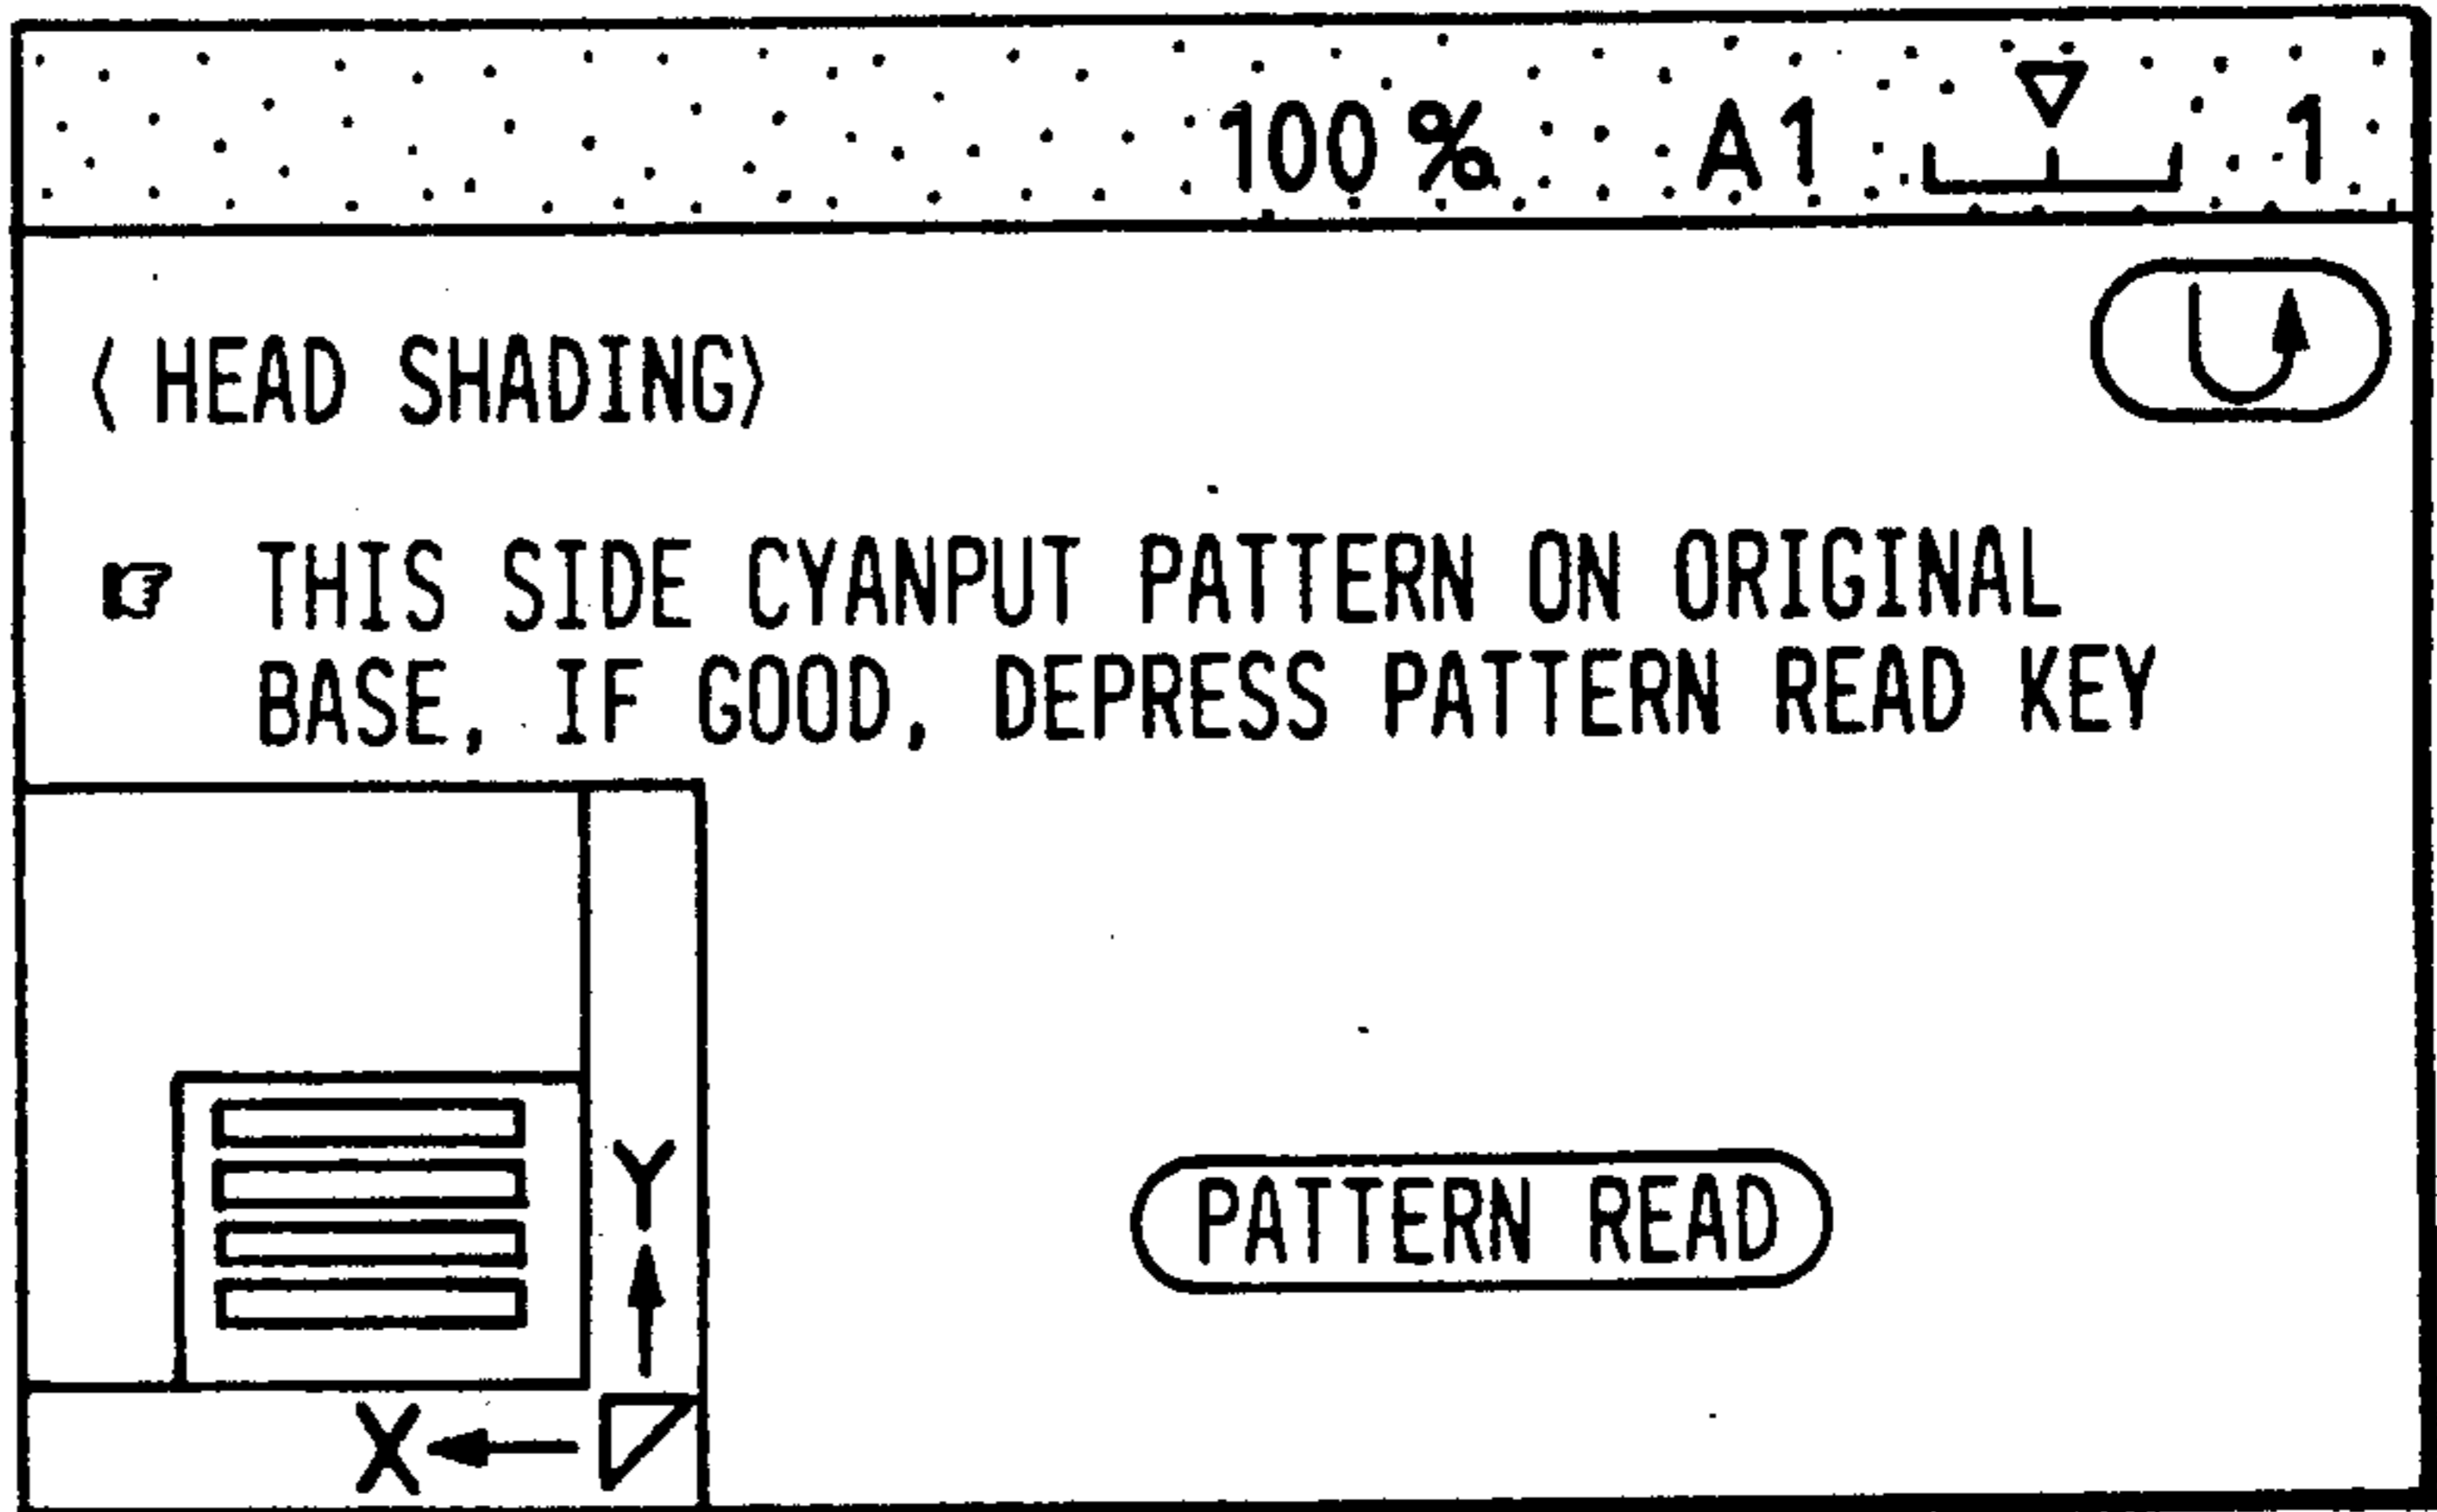 100% A1 1
〈HEAD SHADING〉
☞ THIS SIDE CYANPUT PATTERN ON ORIGINAL
BASE, IF GOOD, DEPRESS PATTERN READ KEY
Y
PATTERN READ
X